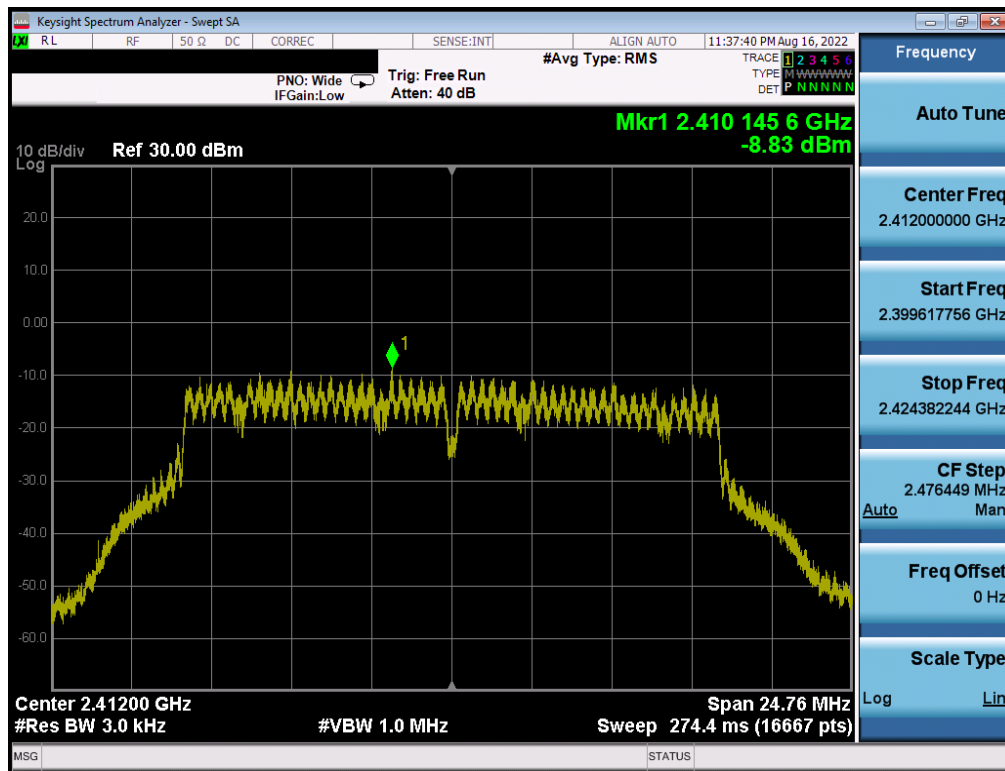 Keysight Spectrum Analyzer - Swept SA
LXI RL RF 50 Ω DC CORREC SENSE:INT ALIGN AUTO 11:37:40 PM Aug 16, 2022
#Avg Type: RMS
TRACE 1 2 3 4 5 6
TYPE M W W W W W
DET P N N N N N
PNO: Wide
IFGain:Low
Trig: Free Run
Atten: 40 dB
Mkr1 2.410 145 6 GHz
-8.83 dBm
10 dB/div
Log
Ref 30.00 dBm
20.0
10.0
0.00
-10.0
-20.0
-30.0
-40.0
-50.0
-60.0
1
Center 2.41200 GHz
#Res BW 3.0 kHz
#VBW 1.0 MHz
Span 24.76 MHz
Sweep 274.4 ms (16667 pts)
MSG
STATUS
Frequency
Auto Tune
Center Freq
2.412000000 GHz
Start Freq
2.399617756 GHz
Stop Freq
2.424382244 GHz
CF Step
2.476449 MHz
Auto Man
Freq Offset
0 Hz
Scale Type
Log Lin